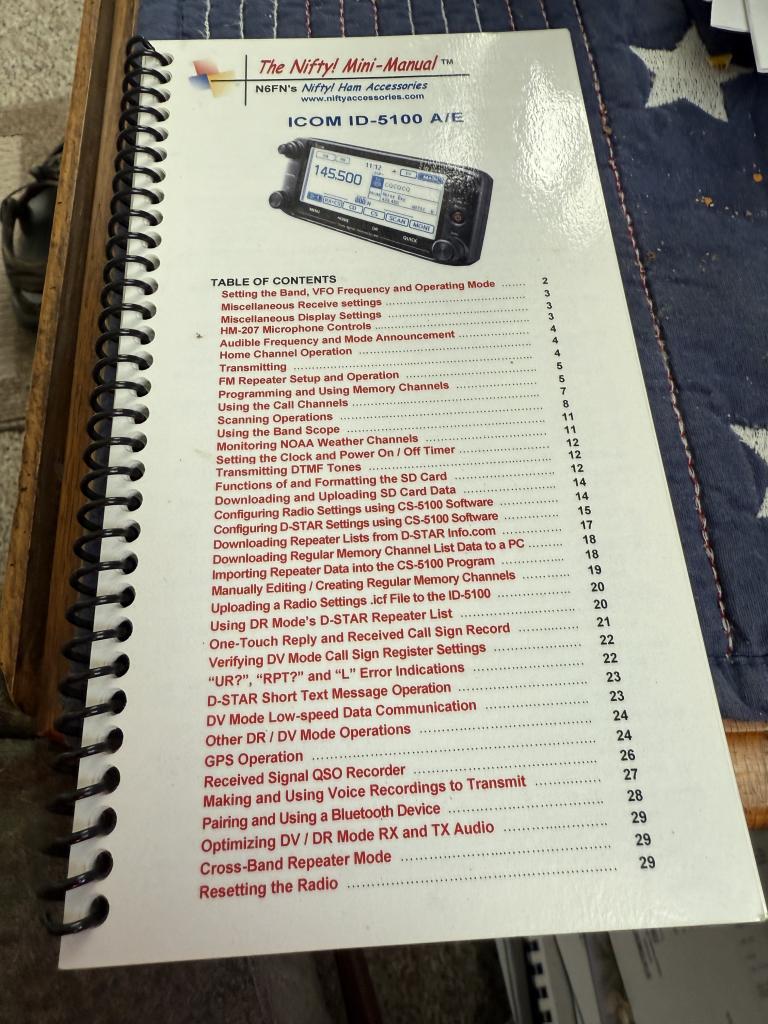 The Nifty! Mini-Manual ™
N6FN's Nifty! Ham Accessories
www.niftyaccessories.com
ICOM ID-5100 A/E
11:12
145.500
CQCQCQ
SCAN MONI
MENU HOME DR QUICK
TABLE OF CONTENTS
Setting the Band, VFO Frequency and Operating Mode ...... 2
Miscellaneous Receive settings ...... 3
Miscellaneous Display Settings ...... 3
HM-207 Microphone Controls ...... 3
Audible Frequency and Mode Announcement ...... 4
Home Channel Operation ...... 4
Transmitting ...... 4
FM Repeater Setup and Operation ...... 5
Programming and Using Memory Channels ...... 5
Using the Call Channels ...... 7
Scanning Operations ...... 8
Using the Band Scope ...... 11
Monitoring NOAA Weather Channels ...... 11
Setting the Clock and Power On / Off Timer ...... 12
Transmitting DTMF Tones ...... 12
Functions of and Formatting the SD Card ...... 12
Downloading and Uploading SD Card Data ...... 14
Configuring Radio Settings using CS-5100 Software ...... 14
Configuring D-STAR Settings using CS-5100 Software ...... 15
Downloading Repeater Lists from D-STAR Info.com ...... 17
Downloading Regular Memory Channel List Data to a PC ...... 18
Importing Repeater Data into the CS-5100 Program ...... 18
Manually Editing / Creating Regular Memory Channels ...... 19
Uploading a Radio Settings .icf File to the ID-5100 ...... 20
Using DR Mode's D-STAR Repeater List ...... 20
One-Touch Reply and Received Call Sign Record ...... 21
Verifying DV Mode Call Sign Register Settings ...... 22
“UR?”, “RPT?” and “L” Error Indications ...... 22
D-STAR Short Text Message Operation ...... 23
DV Mode Low-speed Data Communication ...... 23
Other DR / DV Mode Operations ...... 24
GPS Operation ...... 24
Received Signal QSO Recorder ...... 26
Making and Using Voice Recordings to Transmit ...... 27
Pairing and Using a Bluetooth Device ...... 28
Optimizing DV / DR Mode RX and TX Audio ...... 29
Cross-Band Repeater Mode ...... 29
Resetting the Radio ...... 29